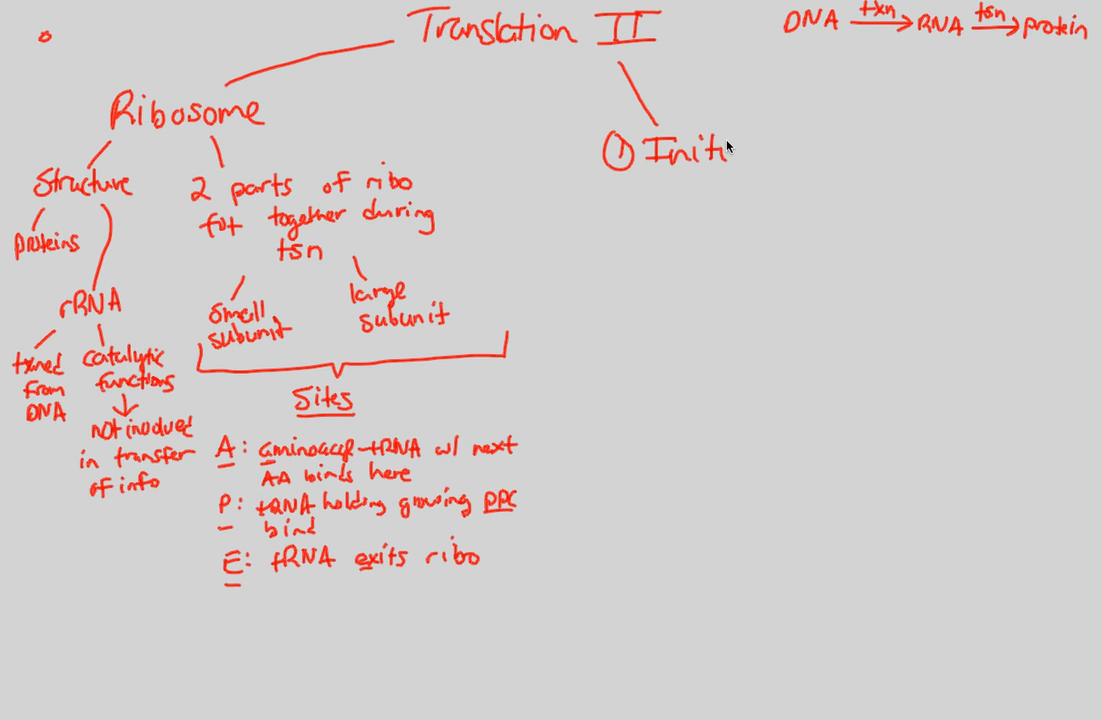 Translation II
DNA txn → RNA tsn → protein
Ribosome
Structure
proteins
rRNA
txned
from
DNA
catalytic
functions
↓
not involved
in transfer
of info
2 parts of ribo
fit together during
tsn
small
subunit
large
subunit
Sites
A: aminoacyl-tRNA w/ next
AA binds here
P: tRNA holding growing PPC
bind
E: tRNA exits ribo
① Initi